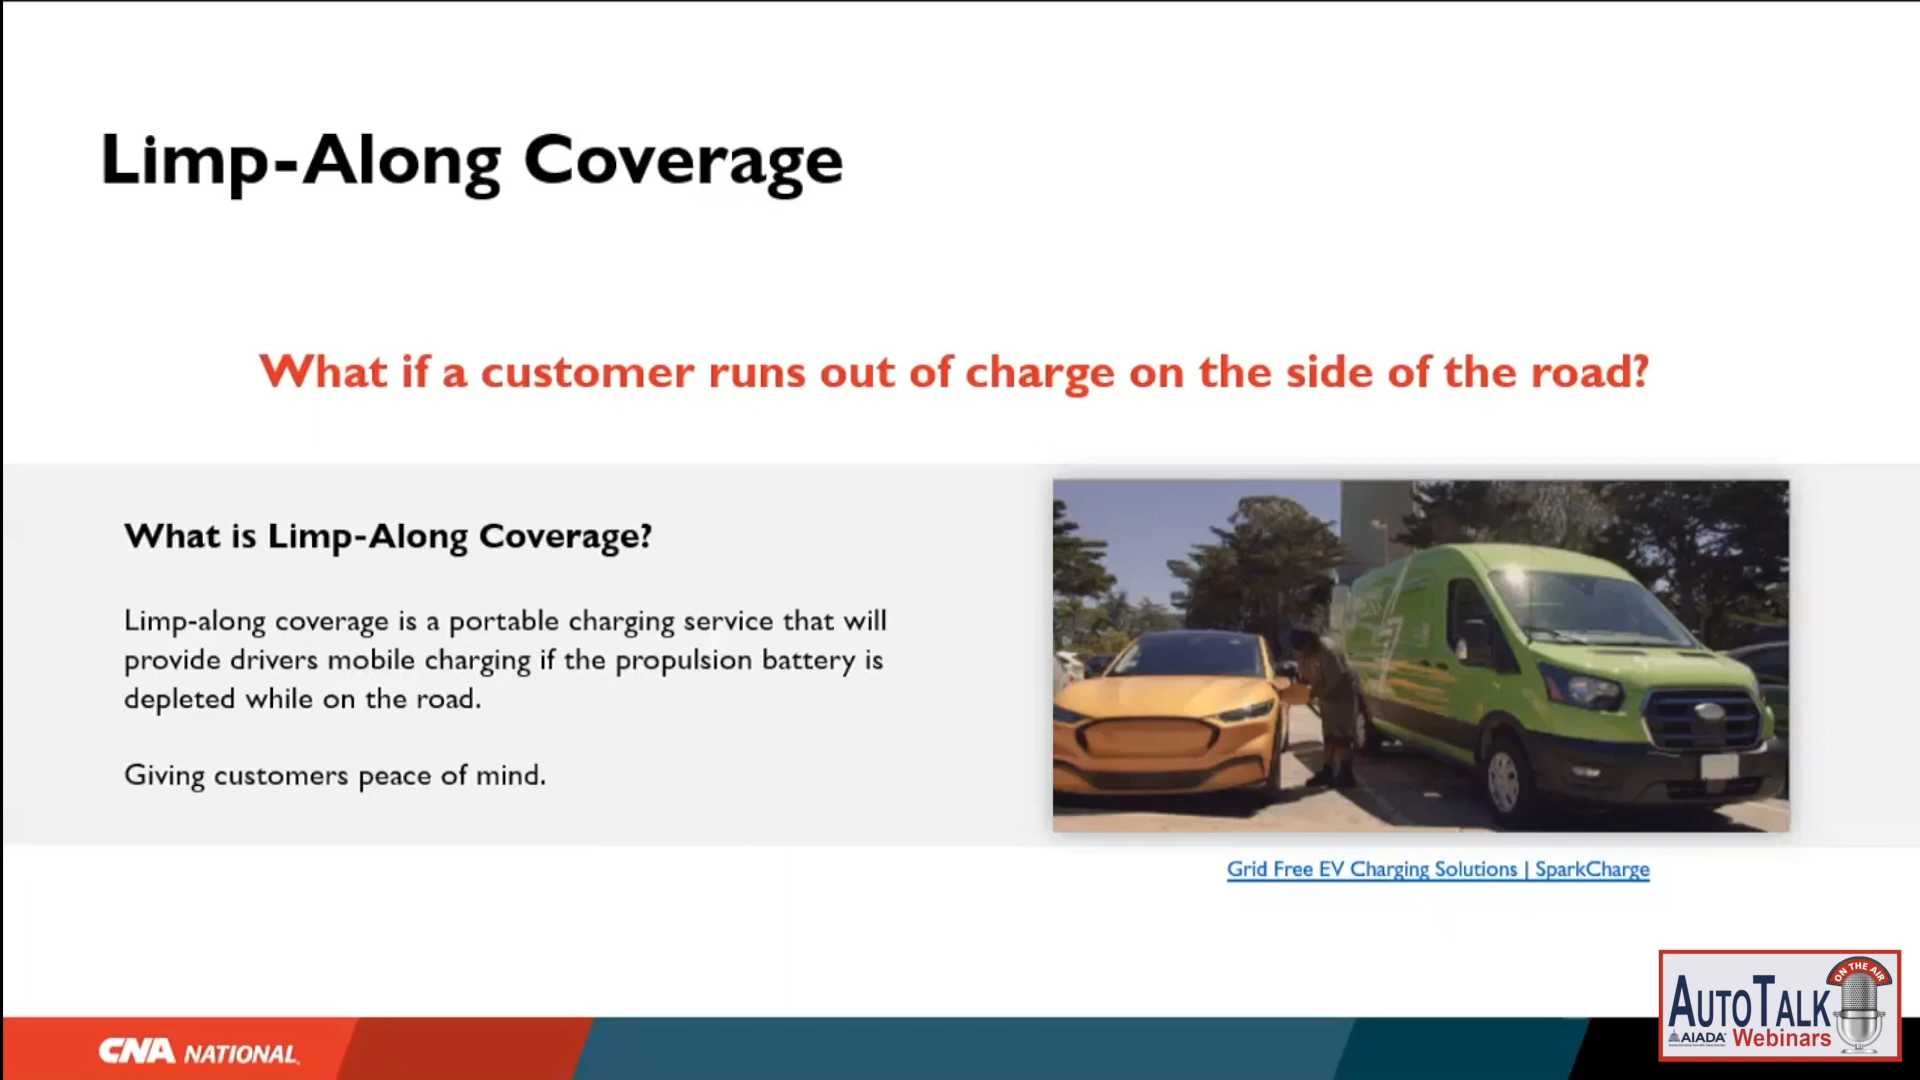 Limp-Along Coverage
What if a customer runs out of charge on the side of the road?
What is Limp-Along Coverage?
Limp-along coverage is a portable charging service that will
provide drivers mobile charging if the propulsion battery is
depleted while on the road.
Giving customers peace of mind.
Grid Free EV Charging Solutions | SparkCharge
CNA NATIONAL
ON THE AIR
AUTOTALK
AIADA Webinars